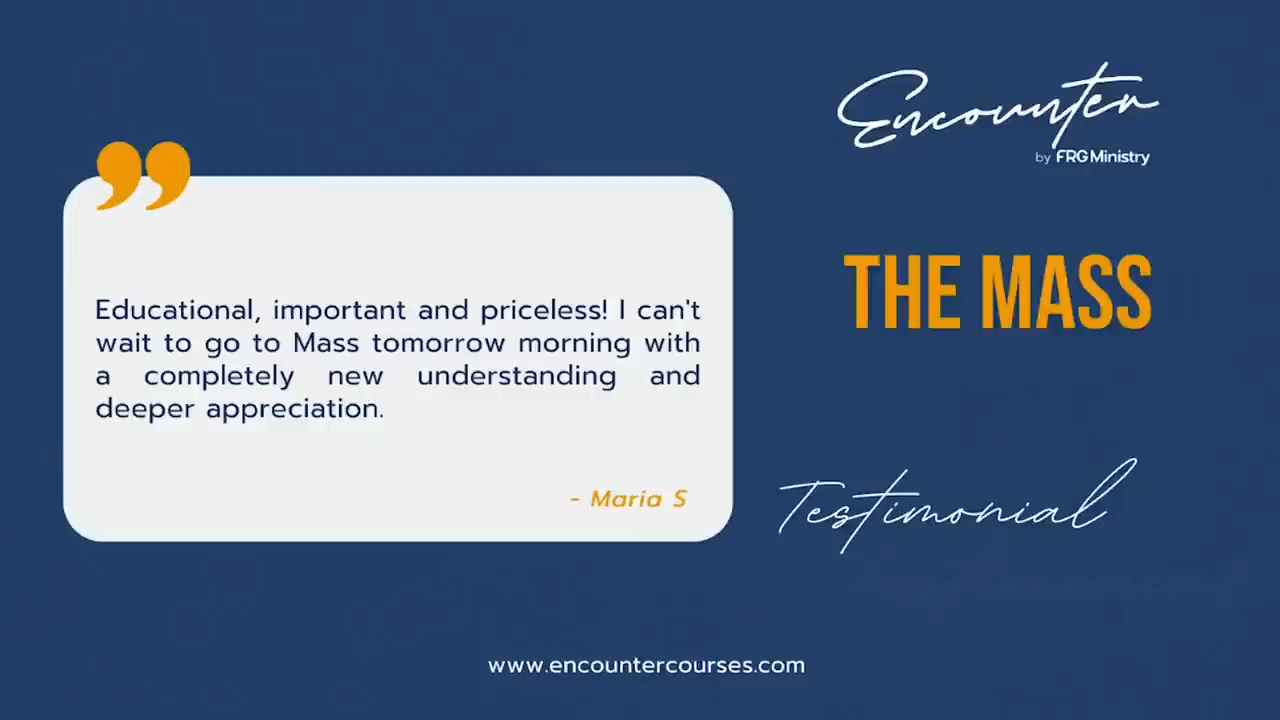 Encounter
by FRG Ministry
THE MASS
Educational, important and priceless! I can't
wait to go to Mass tomorrow morning with
a completely new understanding and
deeper appreciation.
- Maria S
Testimonial
www.encountercourses.com